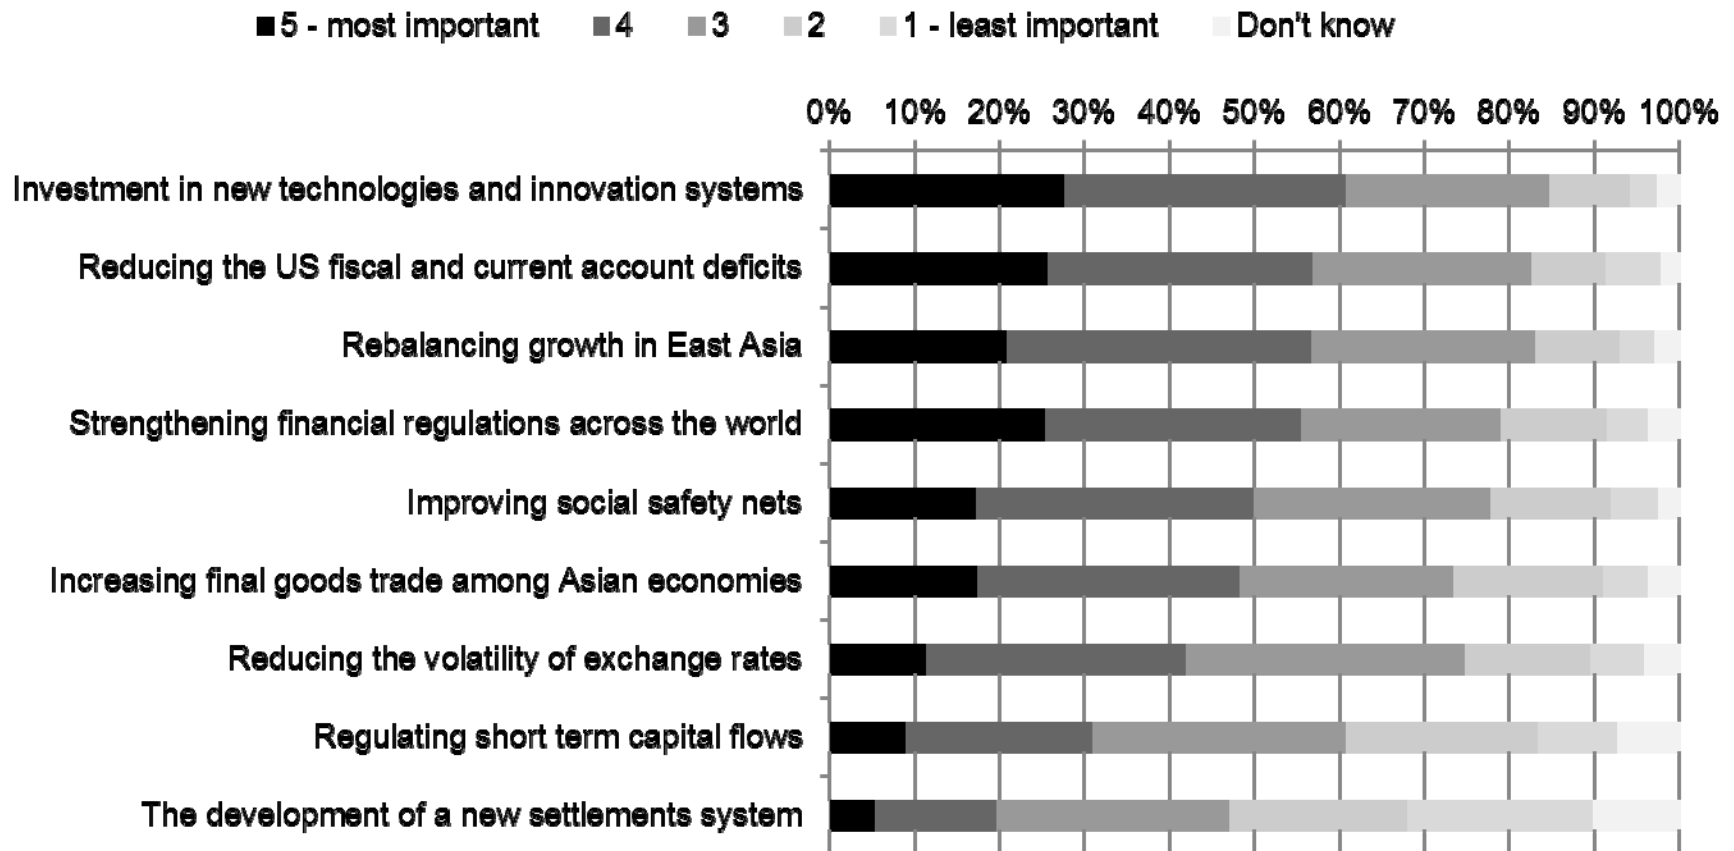 5 - most important 4 3 2 1 - least important Don't know
0% 10% 20% 30% 40% 50% 60% 70% 80% 90% 100%
Investment in new technologies and innovation systems
Reducing the US fiscal and current account deficits
Rebalancing growth in East Asia
Strengthening financial regulations across the world
Improving social safety nets
Increasing final goods trade among Asian economies
Reducing the volatility of exchange rates
Regulating short term capital flows
The development of a new settlements system